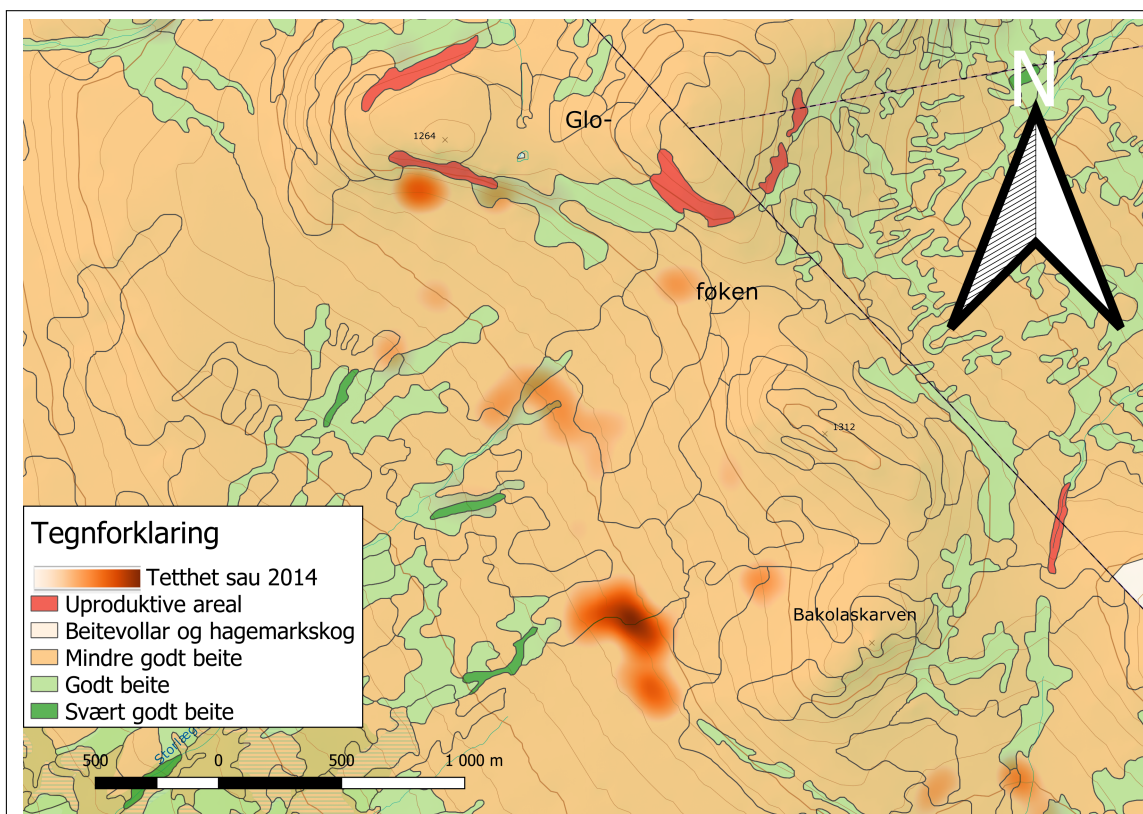 N
Glo-
1264
føken
1312
Bakolaskarven
Tegnforklaring
Tetthet sau 2014
Uproduktive areal
Beitevollar og hagemarkskog
Mindre godt beite
Godt beite
Svært godt beite
Storlæg
500 0 500 1 000 m